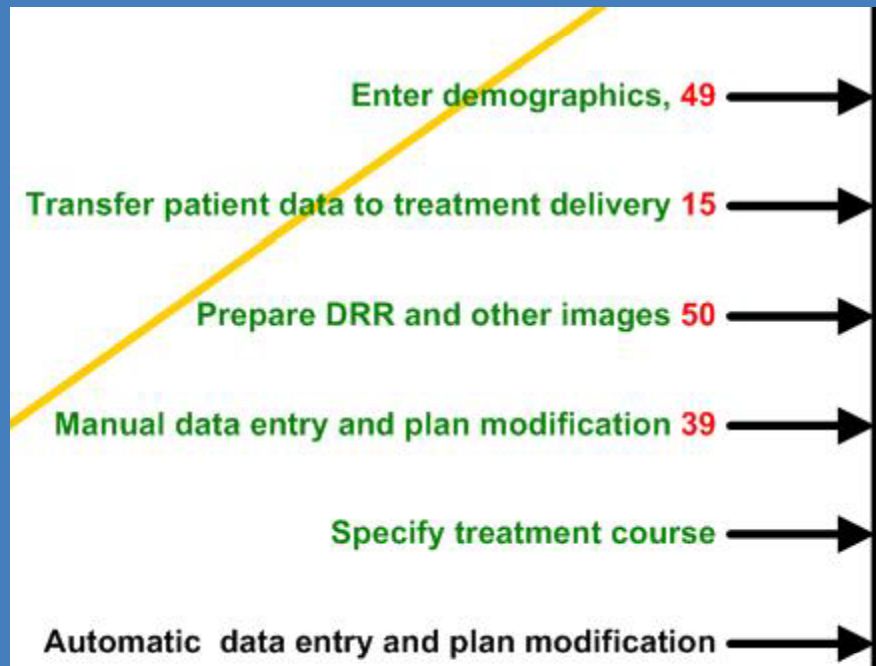 Enter demographics, 49
Transfer patient data to treatment delivery 15
Prepare DRR and other images 50
Manual data entry and plan modification 39
Specify treatment course
Automatic data entry and plan modification